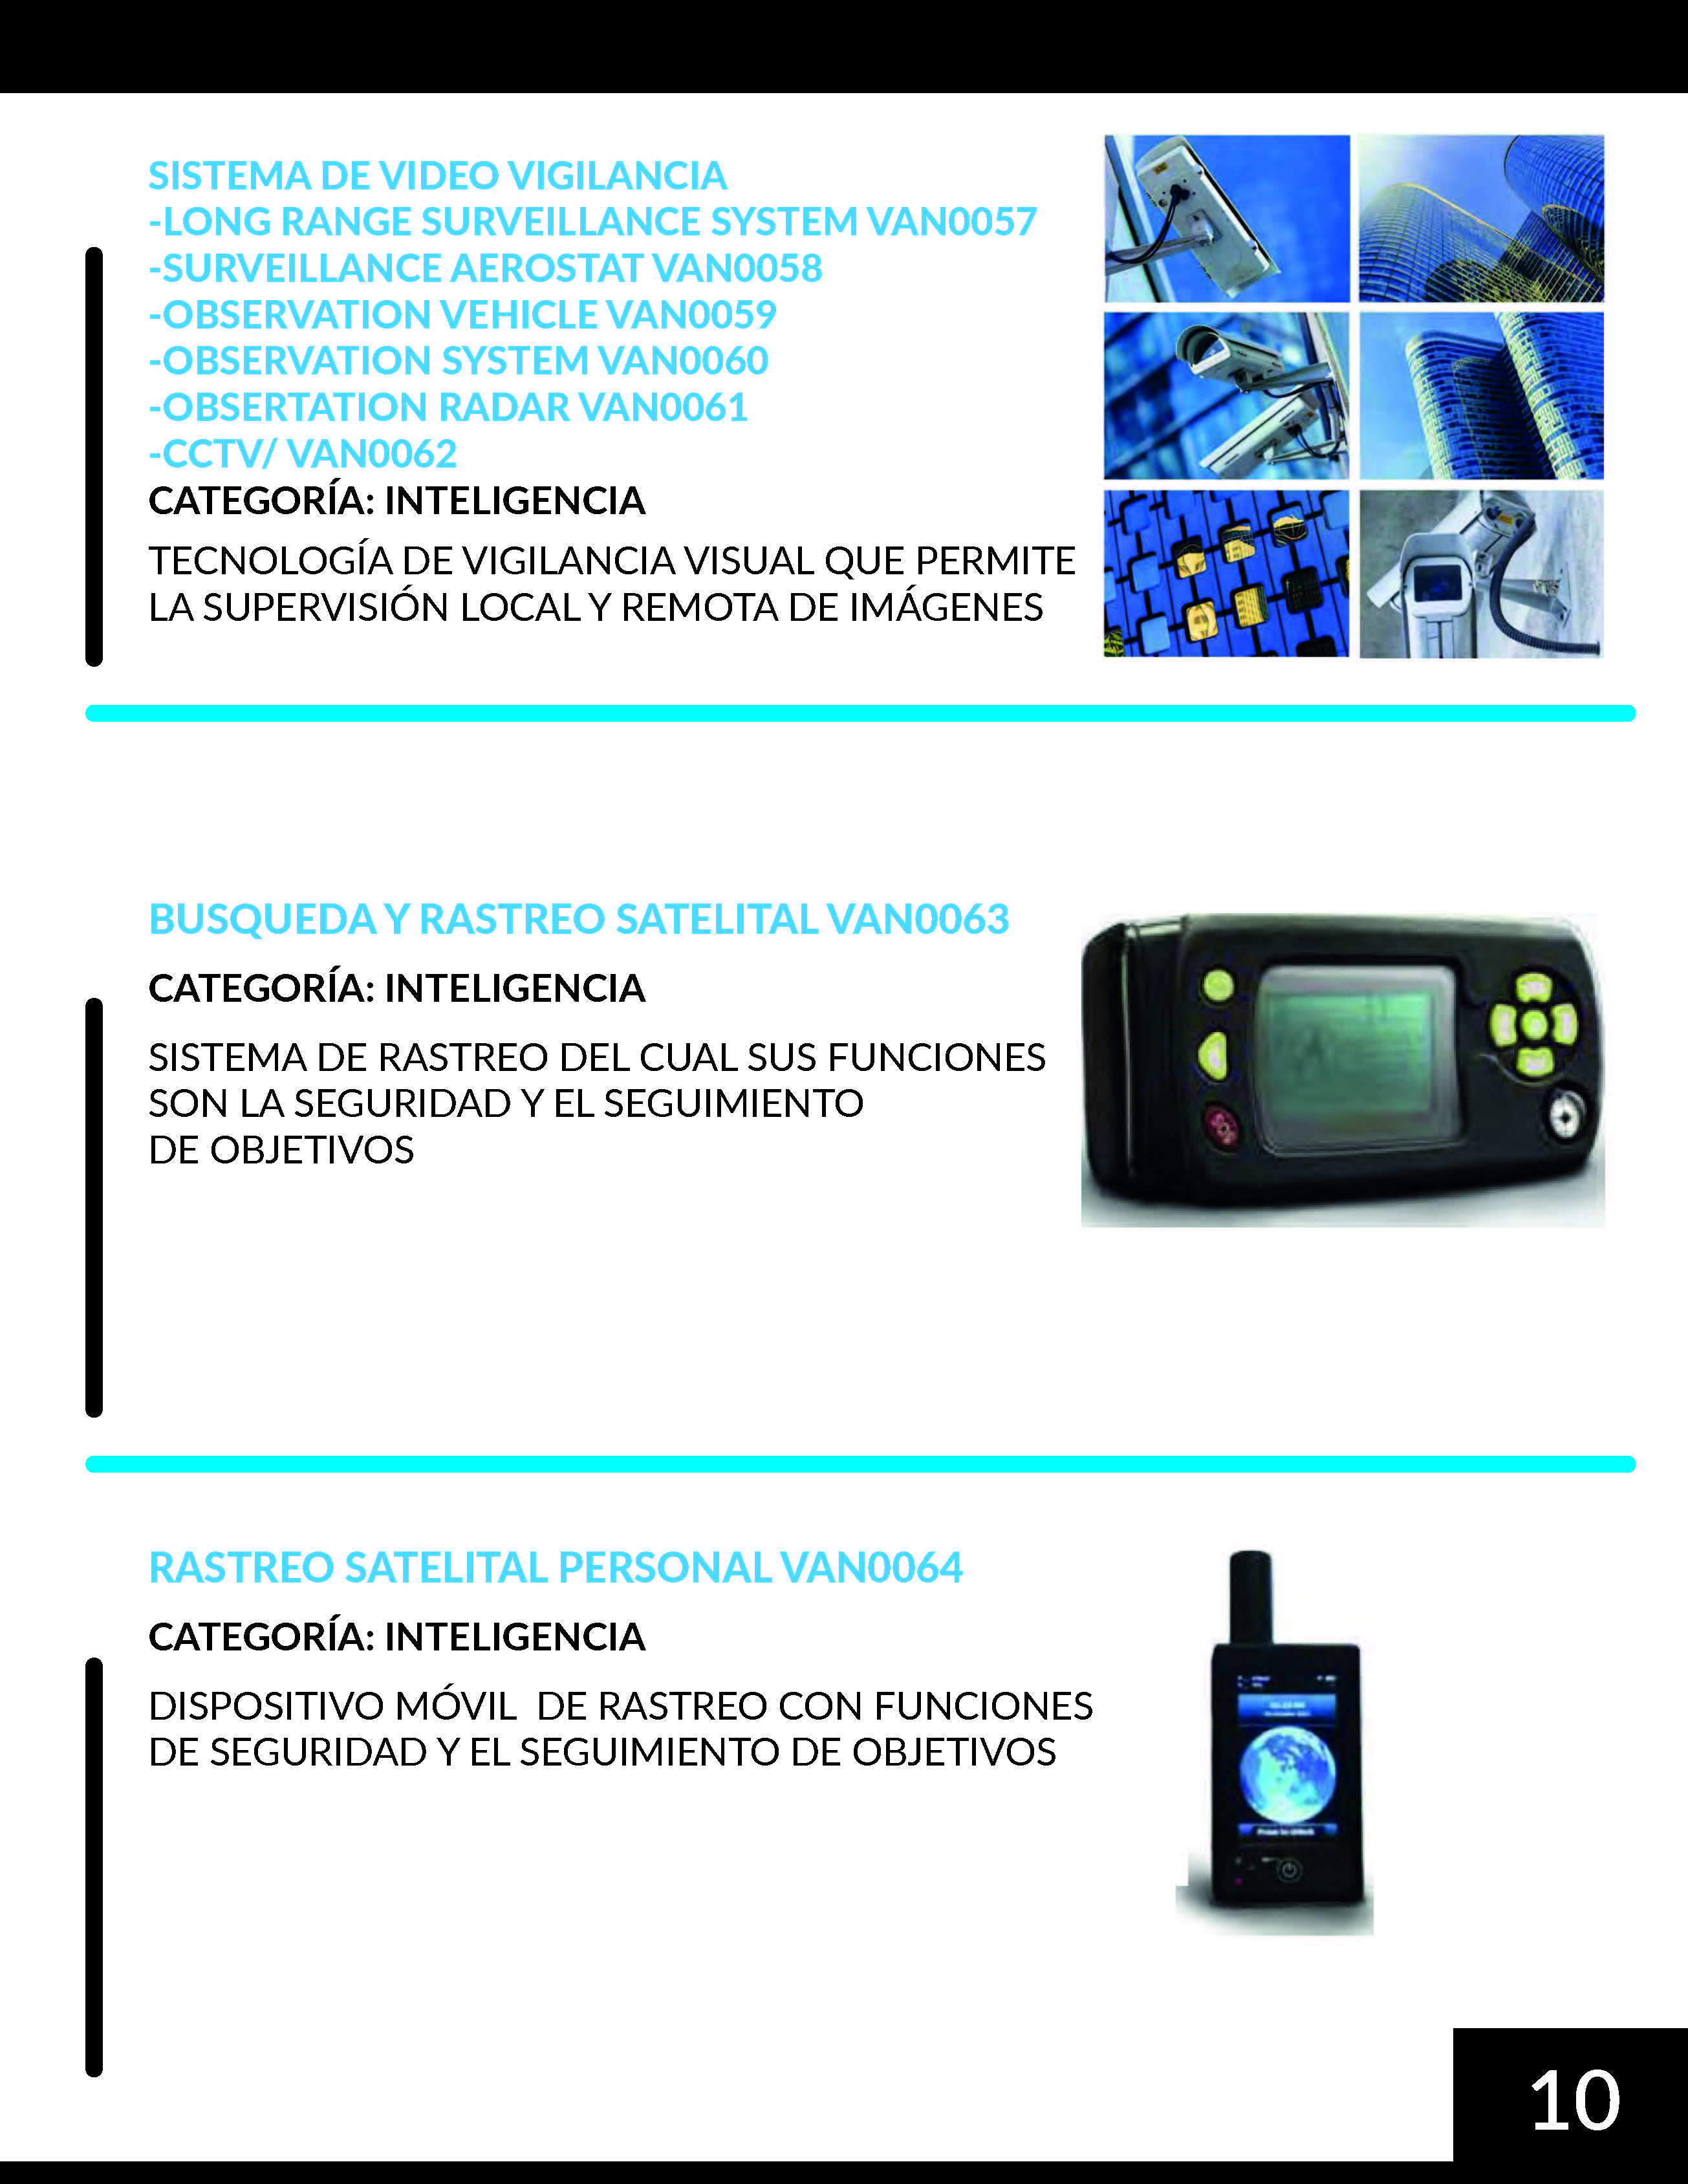 SISTEMA DE VIDEO VIGILANCIA
-LONG RANGE SURVEILLANCE SYSTEM VAN0057
-SURVEILLANCE AEROSTAT VAN0058
-OBSERVATION VEHICLE VAN0059
-OBSERVATION SYSTEM VAN0060
-OBSERTATION RADAR VAN0061
-CCTV/ VAN0062
CATEGORÍA: INTELIGENCIA
TECNOLOGÍA DE VIGILANCIA VISUAL QUE PERMITE
LA SUPERVISIÓN LOCAL Y REMOTA DE IMÁGENES
BUSQUEDA Y RASTREO SATELITAL VAN0063
CATEGORÍA: INTELIGENCIA
SISTEMA DE RASTREO DEL CUAL SUS FUNCIONES
SON LA SEGURIDAD Y EL SEGUIMIENTO
DE OBJETIVOS
RASTREO SATELITAL PERSONAL VAN0064
CATEGORÍA: INTELIGENCIA
DISPOSITIVO MÓVIL  DE RASTREO CON FUNCIONES
DE SEGURIDAD Y EL SEGUIMIENTO DE OBJETIVOS
10